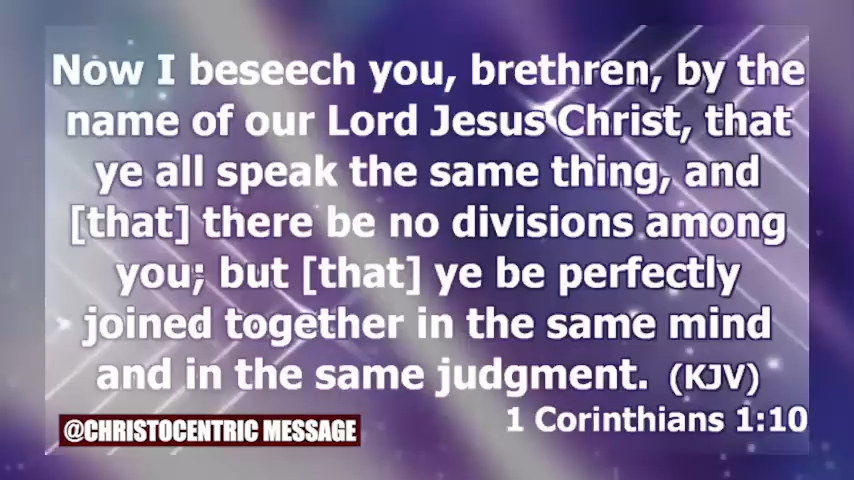 Now I beseech you, brethren, by the
name of our Lord Jesus Christ, that
ye all speak the same thing, and
[that] there be no divisions among
you; but [that] ye be perfectly
joined together in the same mind
and in the same judgment. (KJV)
1 Corinthians 1:10
@CHRISTOCENTRIC MESSAGE